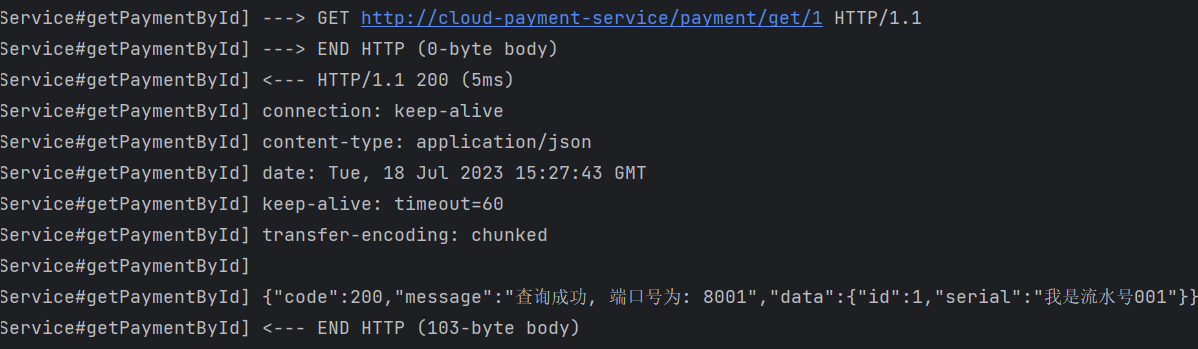 Service#getPaymentById] ---> GET http://cloud-payment-service/payment/get/1 HTTP/1.1
Service#getPaymentById] ---> END HTTP (0-byte body)
Service#getPaymentById] <--- HTTP/1.1 200 (5ms)
Service#getPaymentById] connection: keep-alive
Service#getPaymentById] content-type: application/json
Service#getPaymentById] date: Tue, 18 Jul 2023 15:27:43 GMT
Service#getPaymentById] keep-alive: timeout=60
Service#getPaymentById] transfer-encoding: chunked
Service#getPaymentById]
Service#getPaymentById] {"code":200,"message":"查询成功, 端口号为: 8001","data":{"id":1,"serial":"我是流水号001"}}
Service#getPaymentById] <--- END HTTP (103-byte body)